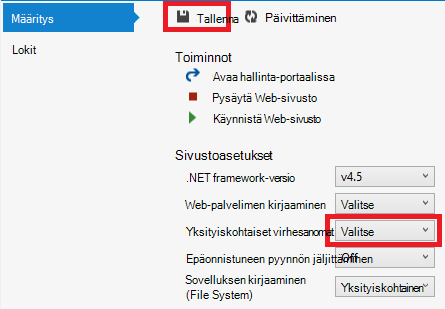 Määritys
Lokit
Tallenna Päivittäminen
Toiminnot
Avaa hallinta-portaalissa
Pysäytä Web-sivusto
Käynnistä Web-sivusto
Sivustoasetukset
.NET framework-versio v4.5
Web-palvelimen kirjaaminen Valitse
Yksityiskohtaiset virhesanomat Valitse
Epäonnistuneen pyynnön jäljittäminen Off
Sovelluksen kirjaaminen
(File System) Yksityiskohtainen